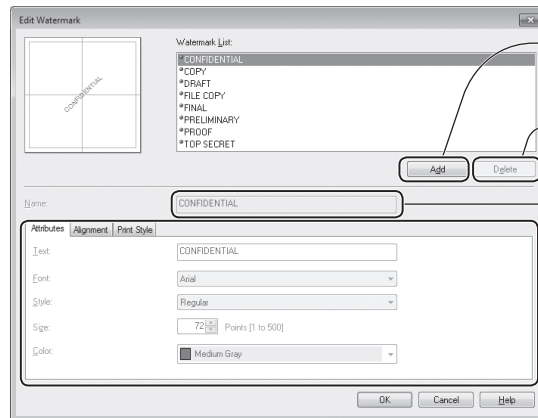 Edit Watermark
Watermark List:
CONFIDENTIAL
CONFIDENTIAL
COPY
DRAFT
FILE COPY
FINAL
PRELIMINARY
PROOF
TOP SECRET
Add Delete
Name: CONFIDENTIAL
Attributes Alignment Print Style
Text: CONFIDENTIAL
Font: Arial
Style: Regular
Size: 72 Points [1 to 500]
Color: Medium Gray
OK Cancel Help